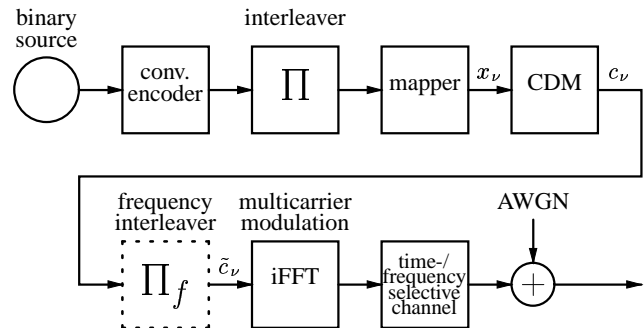 binary
source
interleaver
conv.
encoder
∏
mapper
x_ν
CDM
c_ν
frequency
interleaver
multicarrier
modulation
AWGN
∏_f
c̃_ν
iFFT
time-/
frequency
selective
channel
+